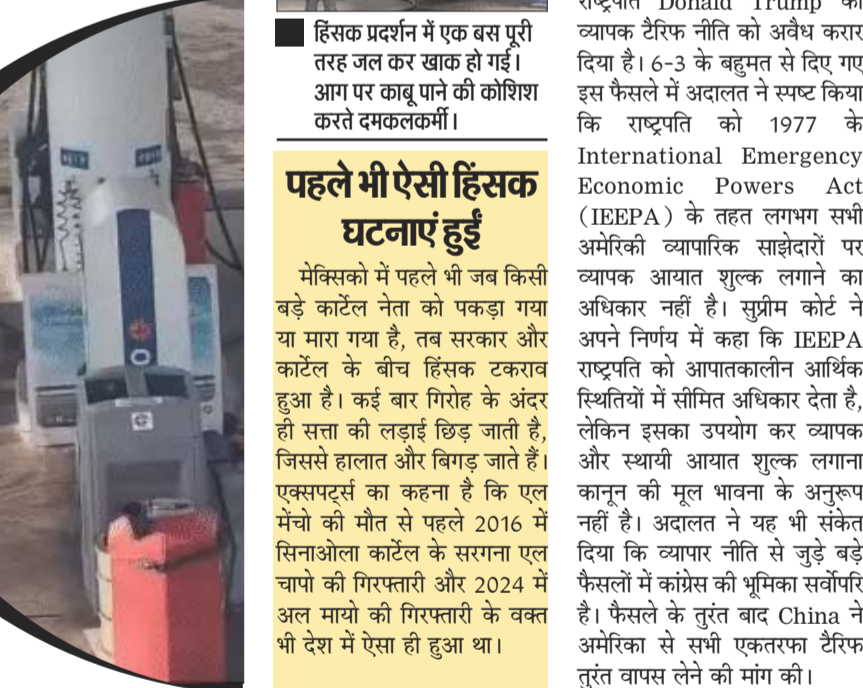 हिंसक प्रदर्शन में एक बस पूरी
तरह जल कर खाक हो गई।
आग पर काबू पाने की कोशिश
करते दमकलकर्मी।
पहले भी ऐसी हिंसक
घटनाएं हुईं
मेक्सिको में पहले भी जब किसी
बड़े कार्टेल नेता को पकड़ा गया
या मारा गया है, तब सरकार और
कार्टेल के बीच हिंसक टकराव
हुआ है। कई बार गिरोह के अंदर
ही सत्ता की लड़ाई छिड़ जाती है,
जिससे हालात और बिगड़ जाते हैं।
एक्सपर्ट्स का कहना है कि एल
मेंचो की मौत से पहले 2016 में
सिनाओला कार्टेल के सरगना एल
चापो की गिरफ्तारी और 2024 में
अल मायो की गिरफ्तारी के वक्त
भी देश में ऐसा ही हुआ था।
राष्ट्रपति Donald Trump की
व्यापक टैरिफ नीति को अवैध करार
दिया है। 6-3 के बहुमत से दिए गए
इस फैसले में अदालत ने स्पष्ट किया
कि राष्ट्रपति को 1977 के
International Emergency
Economic Powers Act
(IEEPA) के तहत लगभग सभी
अमेरिकी व्यापारिक साझेदारों पर
व्यापक आयात शुल्क लगाने का
अधिकार नहीं है। सुप्रीम कोर्ट ने
अपने निर्णय में कहा कि IEEPA
राष्ट्रपति को आपातकालीन आर्थिक
स्थितियों में सीमित अधिकार देता है,
लेकिन इसका उपयोग कर व्यापक
और स्थायी आयात शुल्क लगाना
कानून की मूल भावना के अनुरूप
नहीं है। अदालत ने यह भी संकेत
दिया कि व्यापार नीति से जुड़े बड़े
फैसलों में कांग्रेस की भूमिका सर्वोपरि
है। फैसले के तुरंत बाद China ने
अमेरिका से सभी एकतरफा टैरिफ
तुरंत वापस लेने की मांग की।